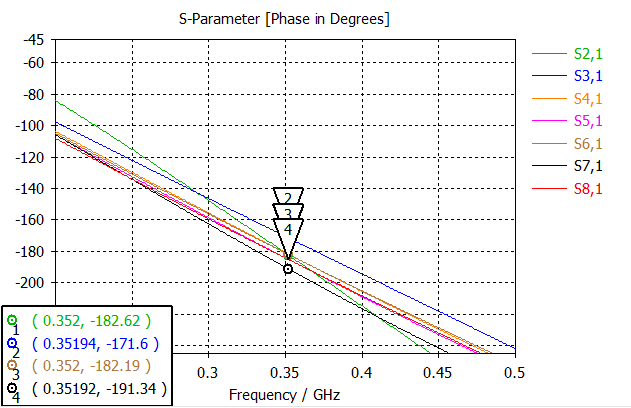 S-Parameter [Phase in Degrees]
-45
-60
-80
-100
-120
-140
-160
-180
-200
S2,1
S3,1
S4,1
S5,1
S6,1
S7,1
S8,1
2
3
4
1 ( 0.352, -182.62 )
2 ( 0.35194, -171.6 )
3 ( 0.352, -182.19 )
4 ( 0.35192, -191.34 )
0.3
0.35
0.4
0.45
0.5
Frequency / GHz